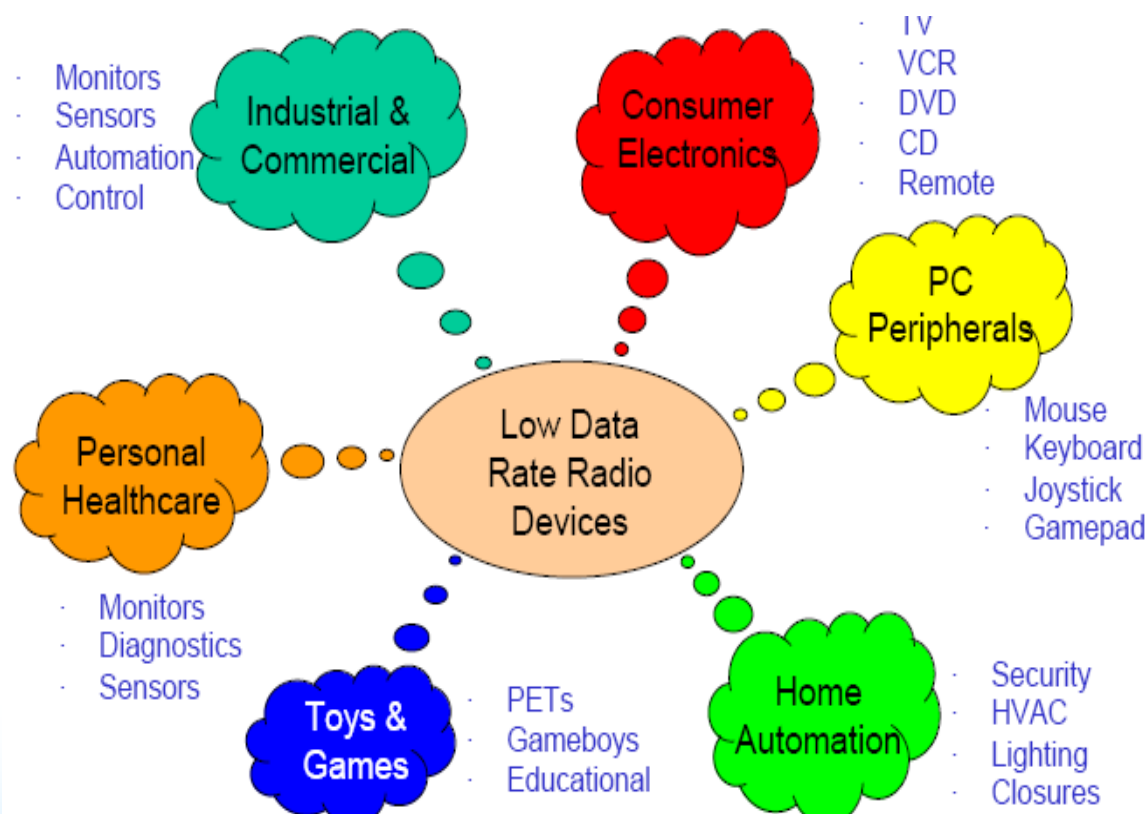 · Monitors
· Sensors
· Automation
· Control
Industrial &
Commercial
Consumer
Electronics
TV
· VCR
· DVD
· CD
· Remote
PC
Peripherals
· Mouse
· Keyboard
· Joystick
· Gamepad
Low Data
Rate Radio
Devices
Personal
Healthcare
· Monitors
· Diagnostics
· Sensors
Toys &
Games
· PETs
· Gameboys
· Educational
Home
Automation
· Security
· HVAC
· Lighting
· Closures